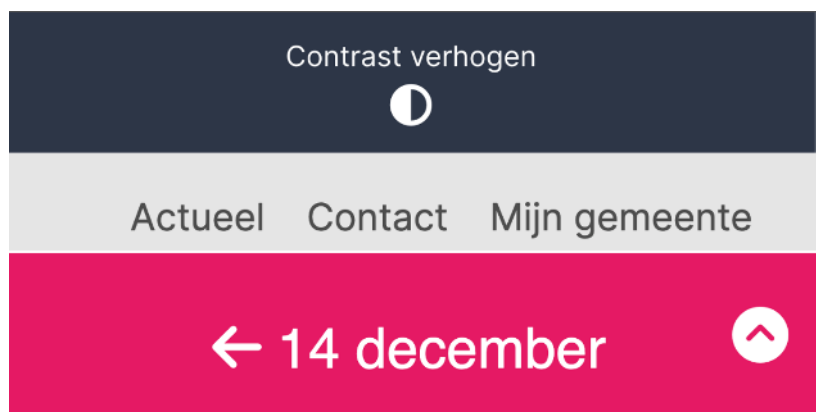 Contrast verhogen
Actueel Contact Mijn gemeente
← 14 december